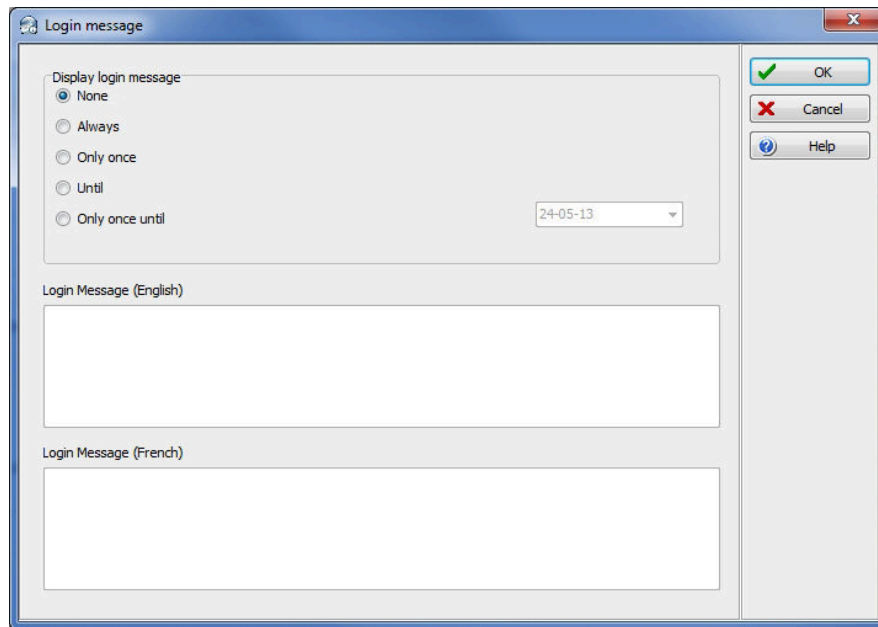 Login message
Display login message
None
Always
Only once
Until
Only once until
24-05-13
Login Message (English)
Login Message (French)
OK
Cancel
Help